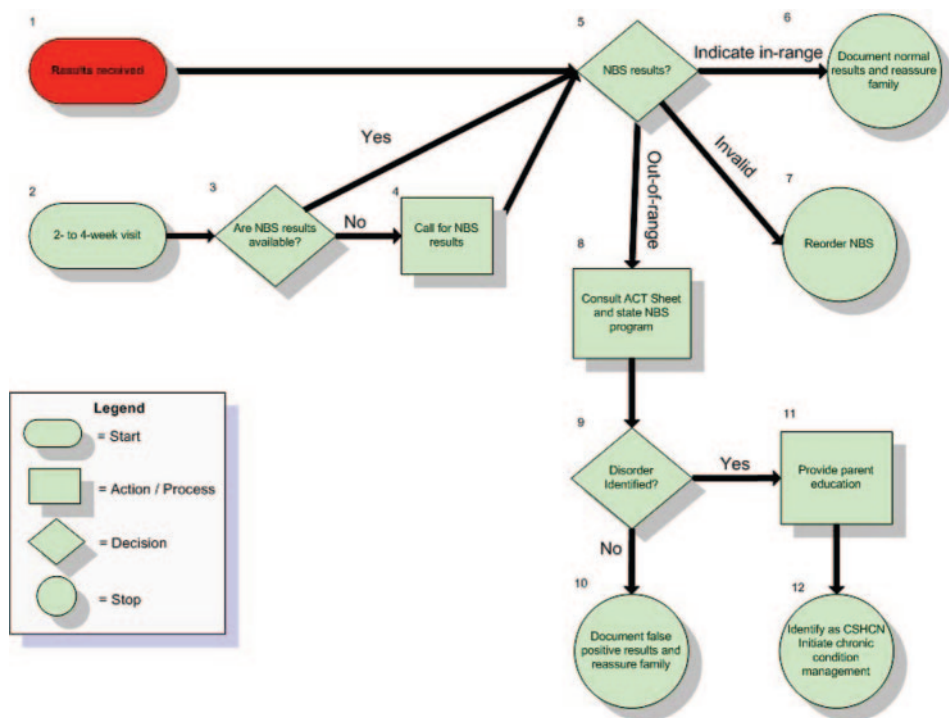 1
Results received
5
NBS results?
Indicate in-range
6
Document normal
results and reassure
family
Yes
Invalid
Out-of-range
2
2- to 4-week visit
3
Are NBS results
available?
No
4
Call for NBS
results
7
Reorder NBS
8
Consult ACT Sheet
and state NBS
program
Legend
= Start
= Action / Process
= Decision
= Stop
9
Disorder
Identified?
Yes
11
Provide parent
education
No
10
Document false
positive results and
reassure family
12
Identify as CSHCN
Initiate chronic
condition
management